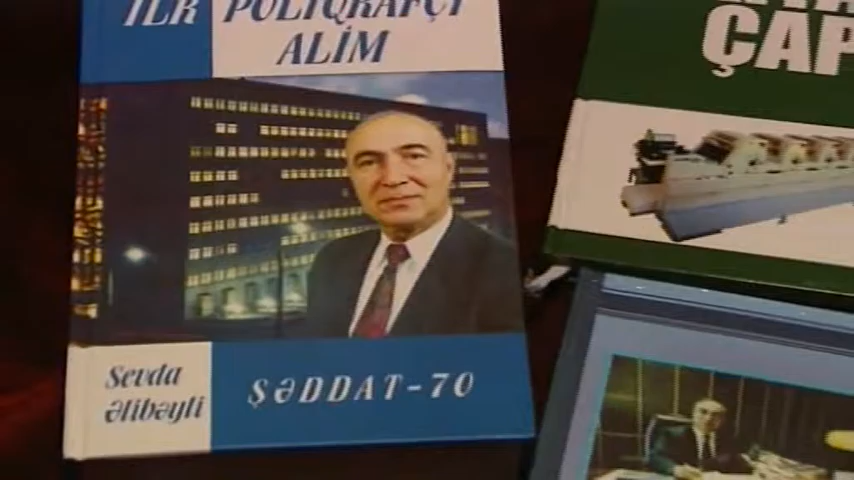 İLK POLİQRAFÇI
ALİM
Sevda
Əlibəyli
ŞƏDDAT-70
ÇAP